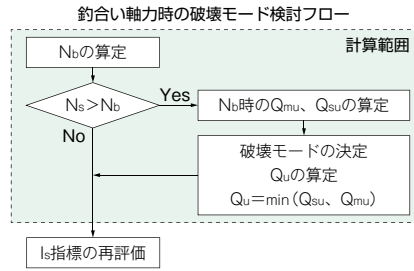 釣合い軸力時の破壊モード検討フロー
計算範囲
Nbの算定
Ns＞Nb
Yes
No
Nb時のQmu、Qsuの算定
破壊モードの決定
Quの算定
Qu＝min（Qsu、Qmu）
Is指標の再評価